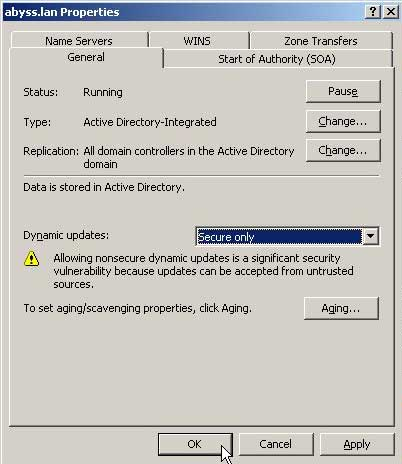 abyss.lan Properties
Name Servers
WINS
Zone Transfers
General
Start of Authority (SOA)
Status:
Running
Pause
Type:
Active Directory-Integrated
Change...
Replication:
All domain controllers in the Active Directory
domain
Change...
Data is stored in Active Directory.
Dynamic updates:
Secure only
Allowing nonsecure dynamic updates is a significant security
vulnerability because updates can be accepted from untrusted
sources.
To set aging/scavenging properties, click Aging.
Aging...
OK
Cancel
Apply